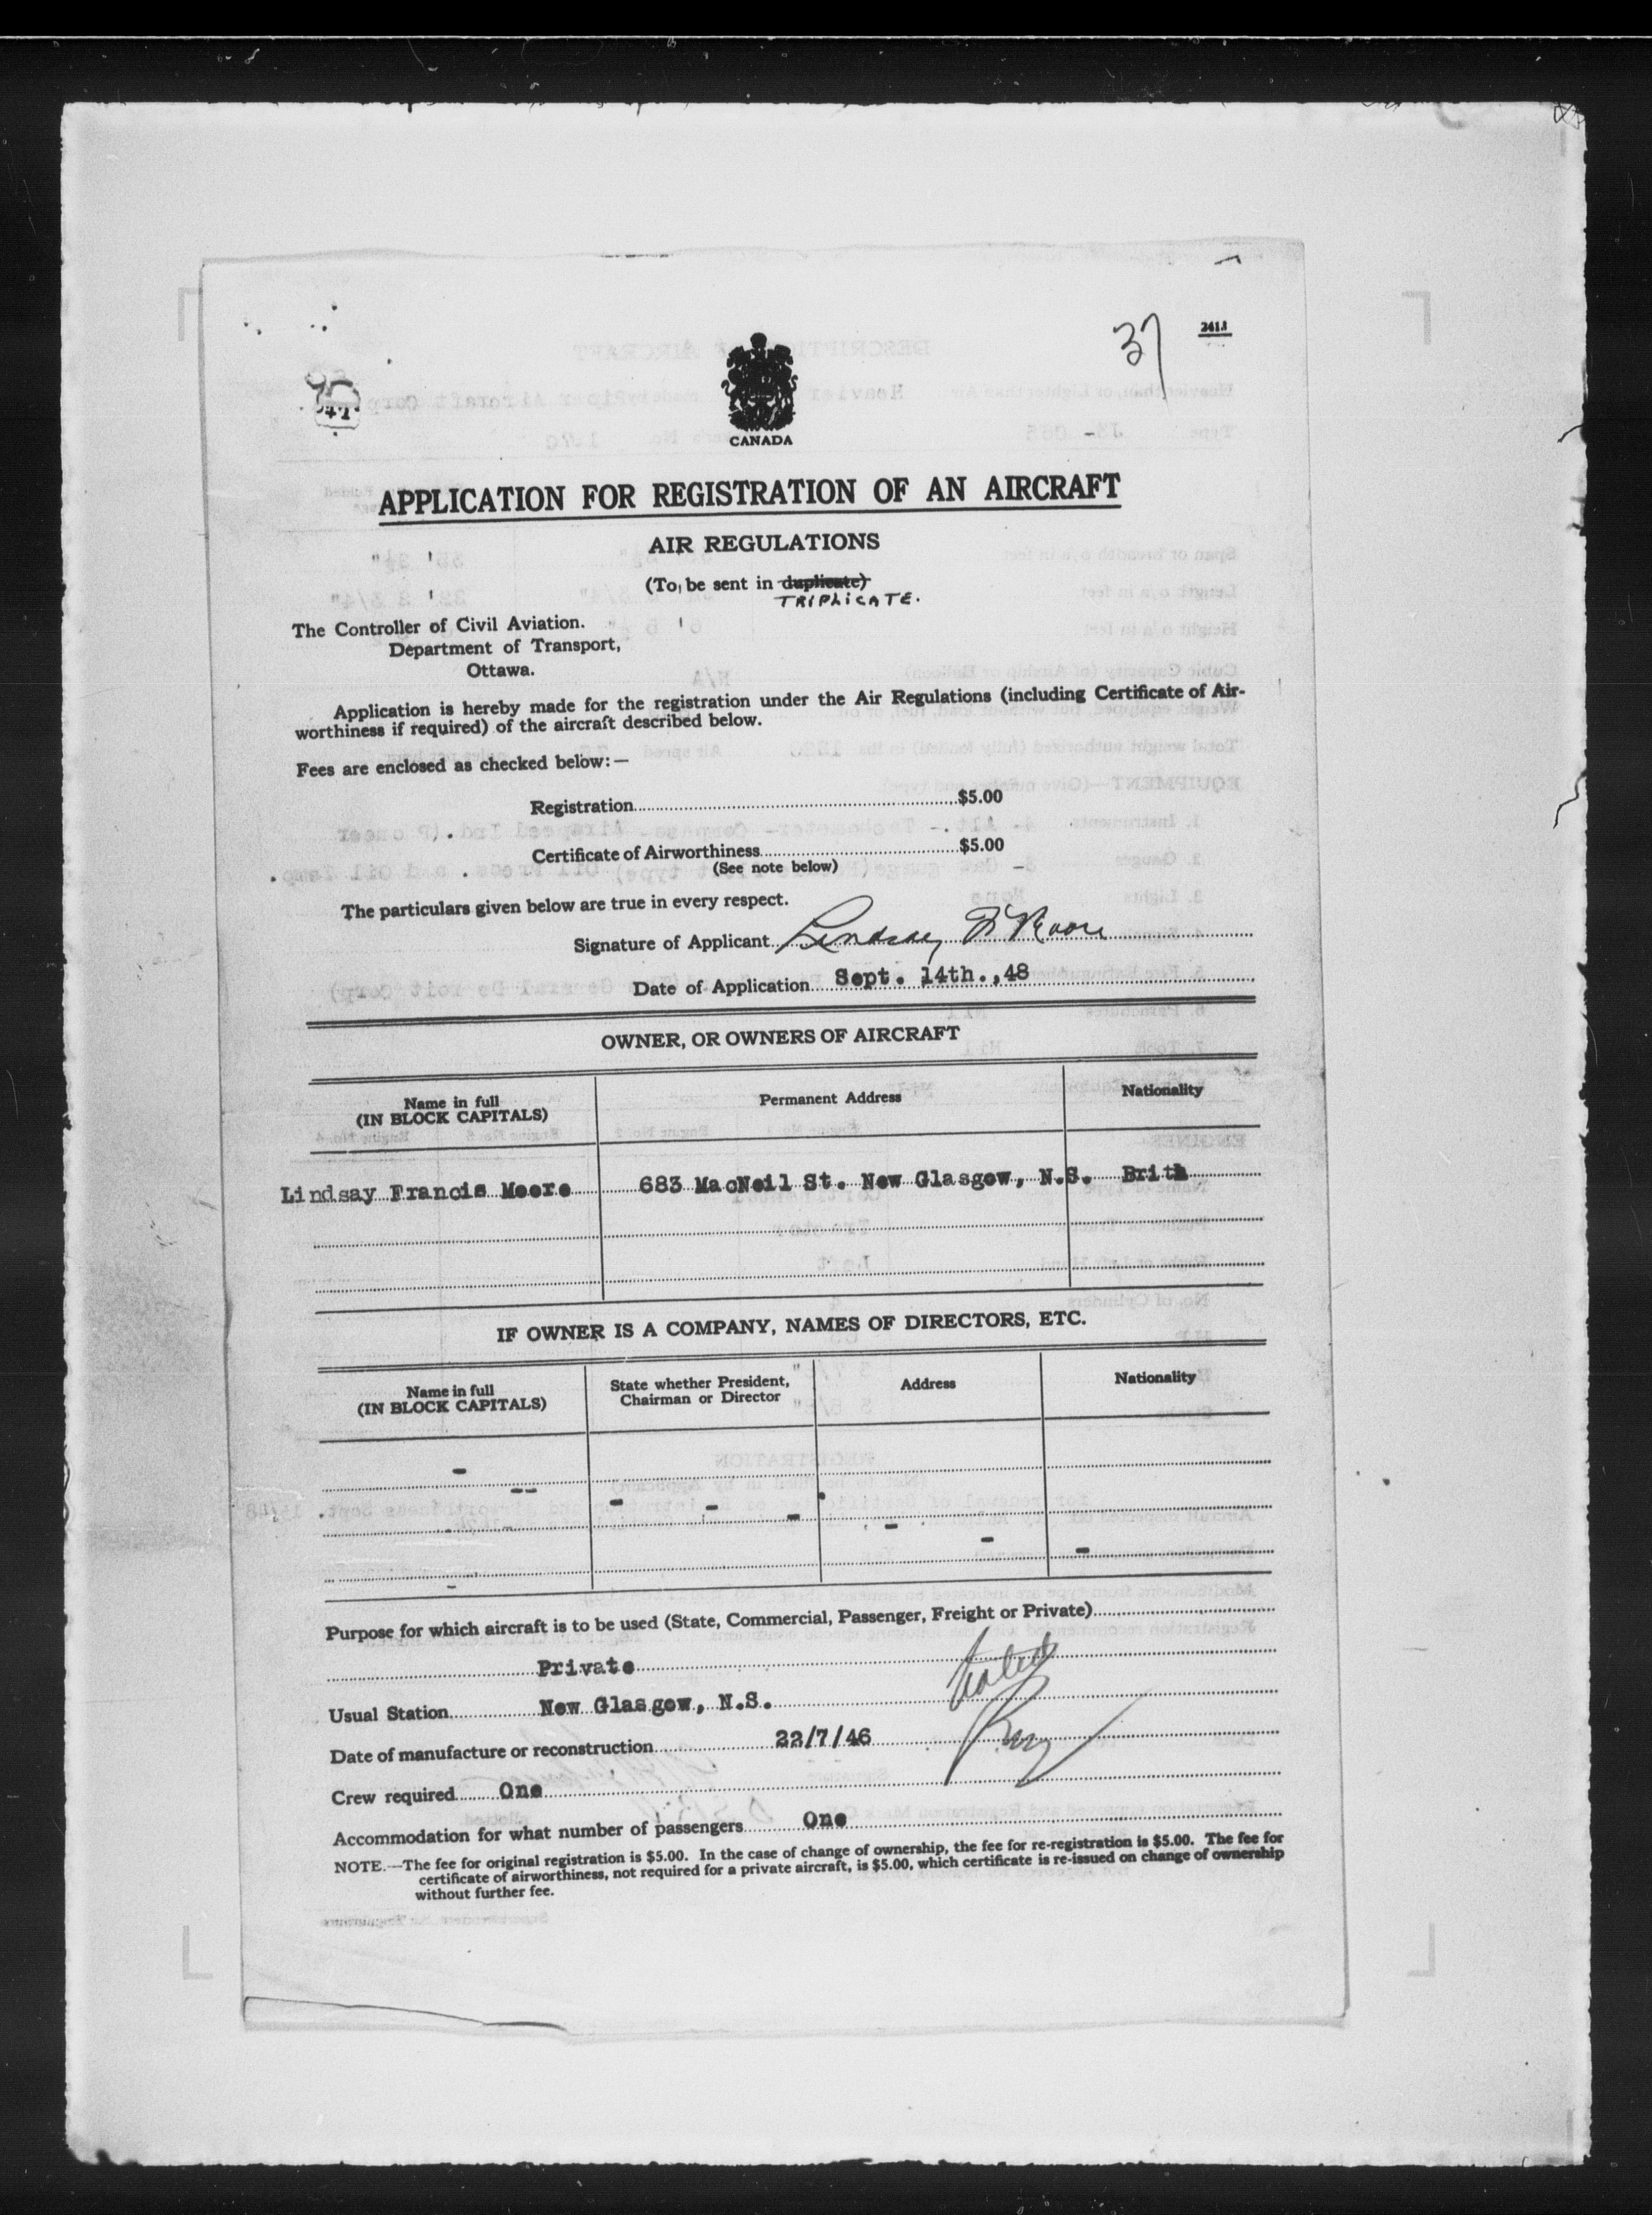 37
2411
CANADA
APPLICATION FOR REGISTRATION OF AN AIRCRAFT
AIR REGULATIONS
(To be sent in duplicate)
TRIPLICATE.
The Controller of Civil Aviation.
Department of Transport,
Ottawa.
Application is hereby made for the registration under the Air Regulations (including Certificate of Air-
worthiness if required) of the aircraft described below.
Fees are enclosed as checked below:—
Registration $5.00
Certificate of Airworthiness $5.00
(See note below)
The particulars given below are true in every respect.
Signature of Applicant Lindsay F Moore
Date of Application Sept. 14th.,48
OWNER, OR OWNERS OF AIRCRAFT
Name in full Permanent Address Nationality
(IN BLOCK CAPITALS)
Lindsay Francis Moore 683 MacNeil St. New Glasgow, N.S. Brith
IF OWNER IS A COMPANY, NAMES OF DIRECTORS, ETC.
Name in full State whether President, Address Nationality
(IN BLOCK CAPITALS) Chairman or Director
Purpose for which aircraft is to be used (State, Commercial, Passenger, Freight or Private)
Private
Usual Station New Glasgow, N.S.
Date of manufacture or reconstruction 22/7/46
Crew required One
Accommodation for what number of passengers One
NOTE.—The fee for original registration is $5.00. In the case of change of ownership, the fee for re-registration is $5.00. The fee for
certificate of airworthiness, not required for a private aircraft, is $5.00, which certificate is re-issued on change of ownership
without further fee.